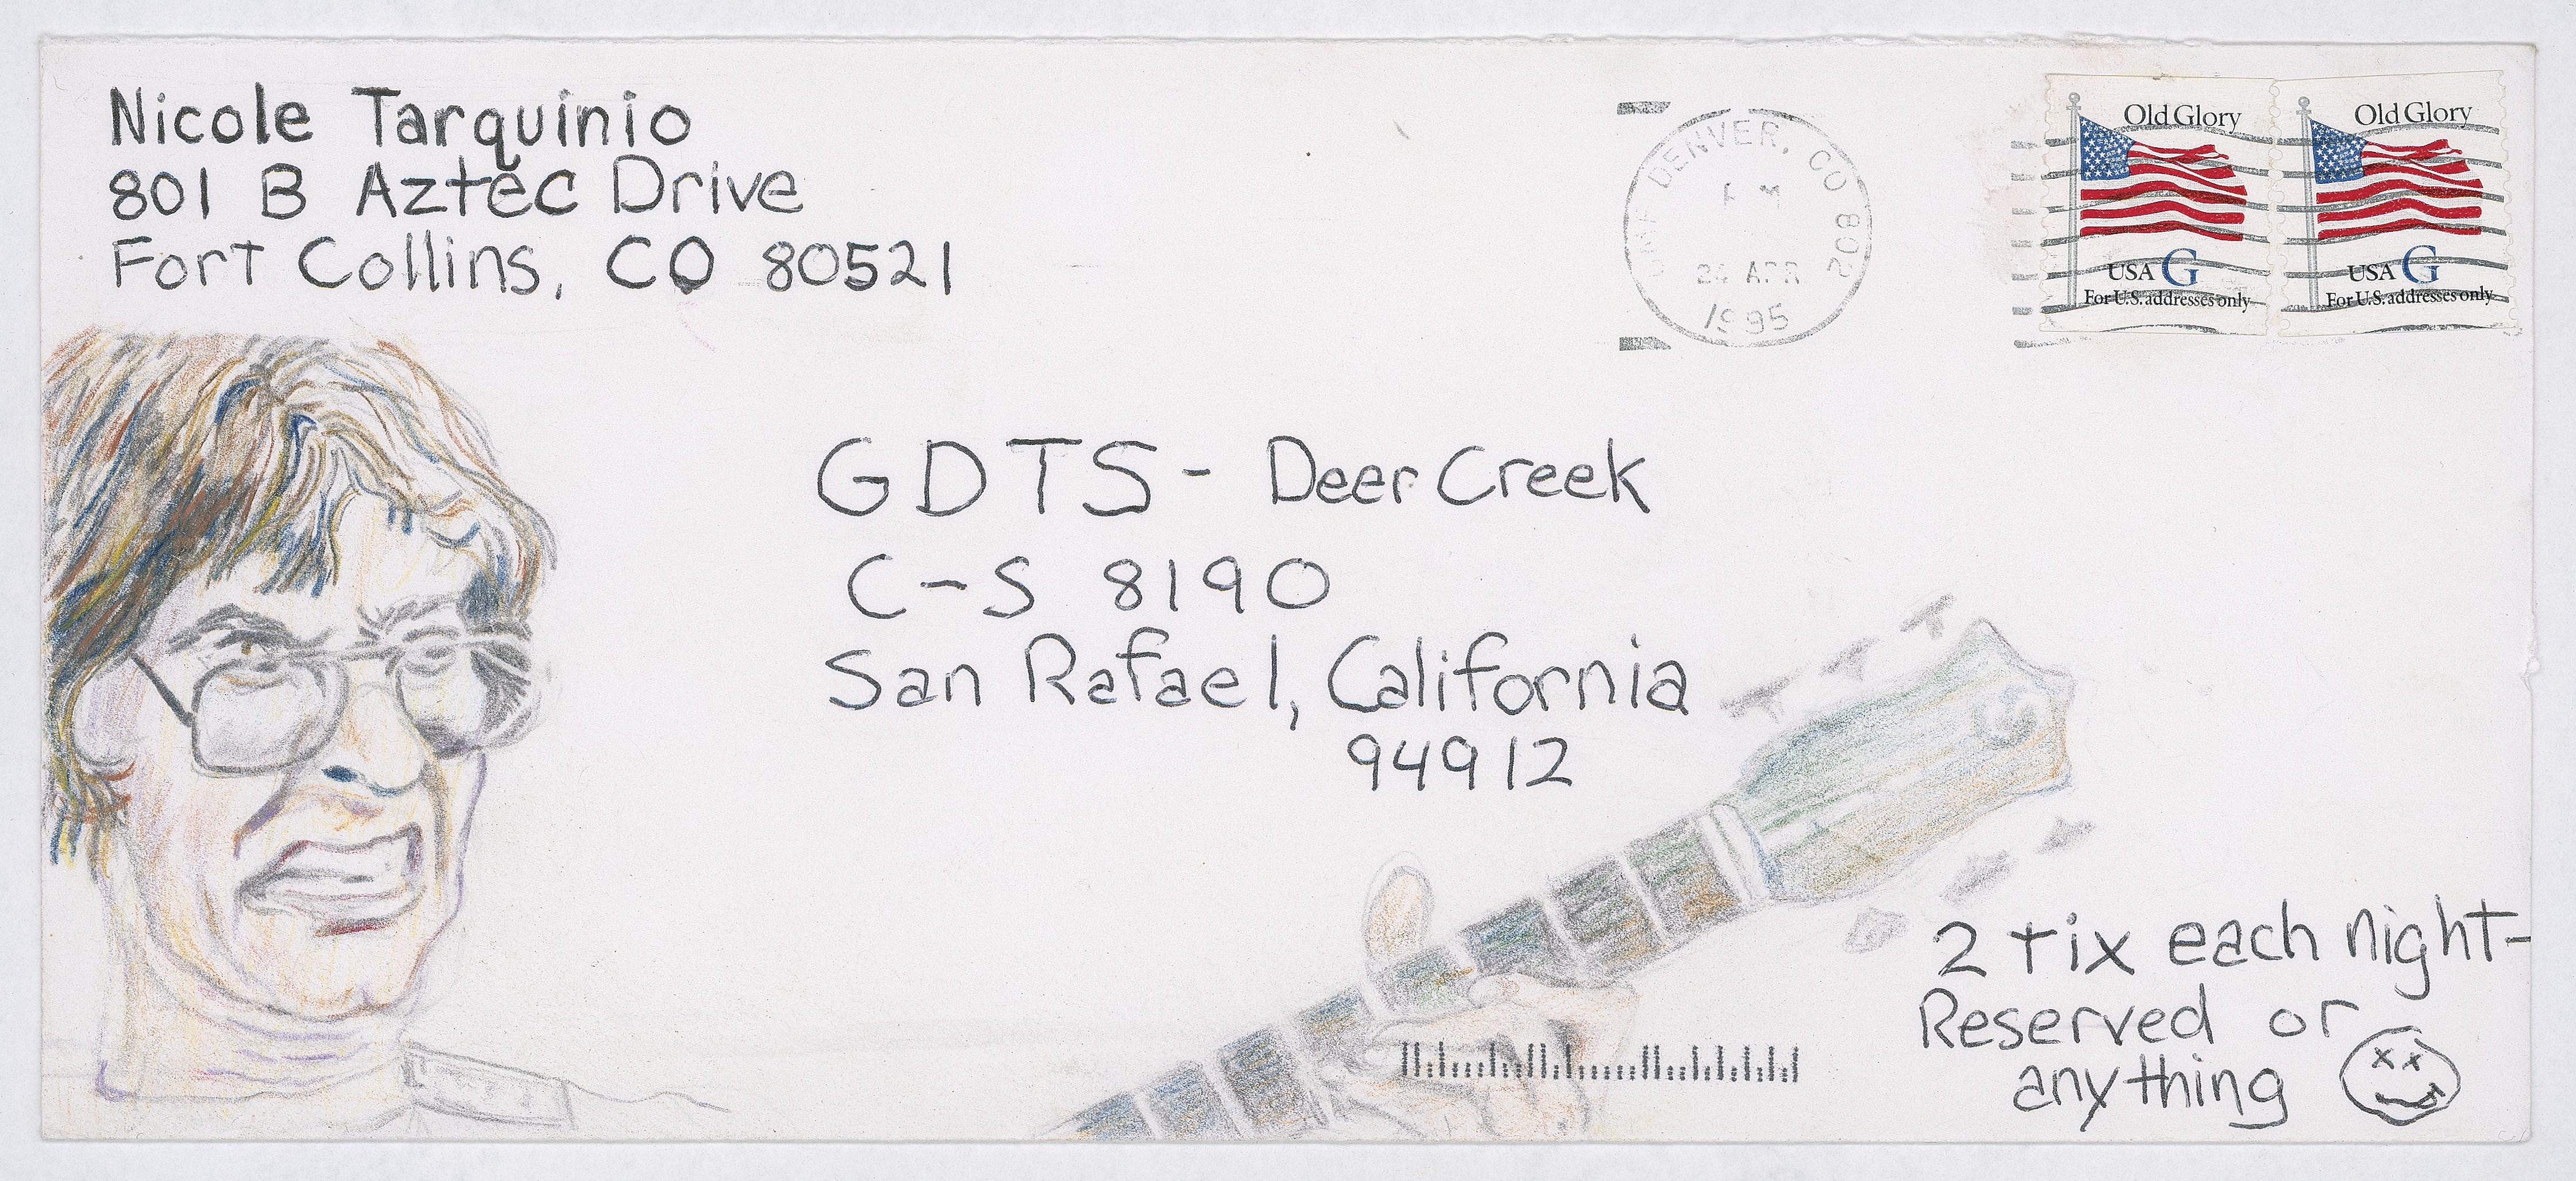 Nicole Tarquinio
801 B Aztec Drive
Fort Collins, CO 80521
DENVER, CO 802
24 APR
1995
Old Glory
USA G
For U.S. addresses only
Old Glory
USA G
For U.S. addresses only
GDTS - Deer Creek
C-S 8190
San Rafael, California
94912
2 tix each night-
Reserved or
anything